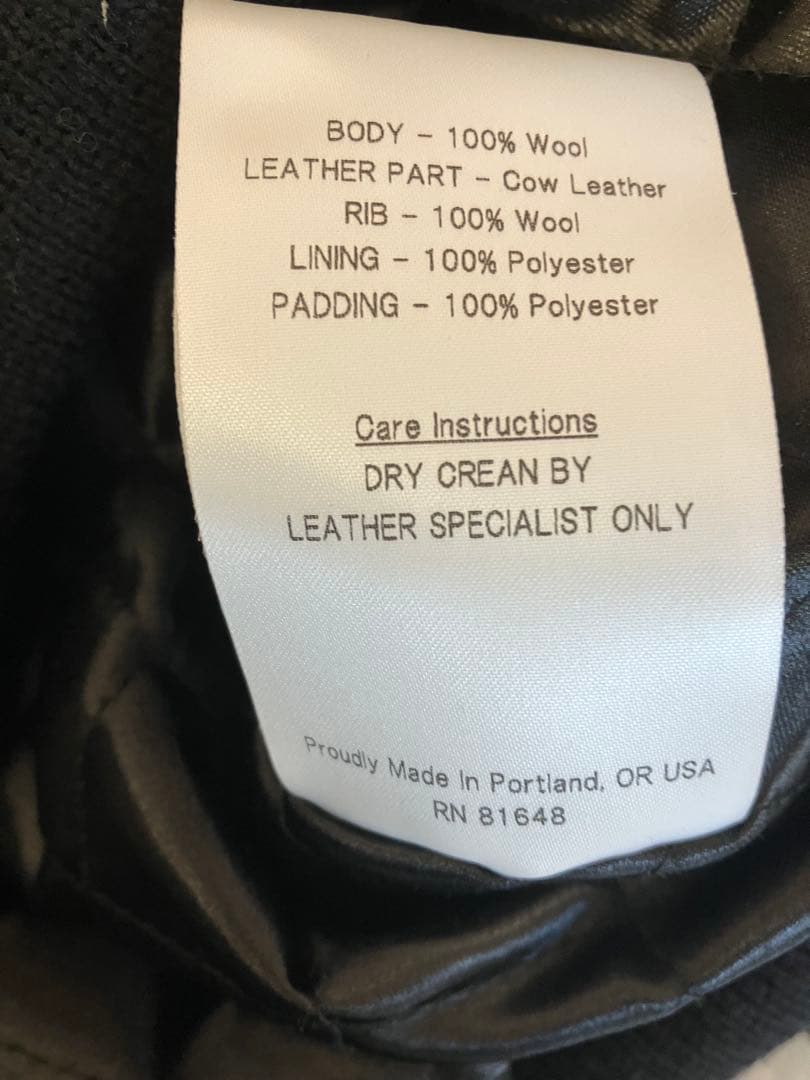 BODY - 100% Wool
LEATHER PART - Cow Leather
RIB - 100% Wool
LINING - 100% Polyester
PADDING - 100% Polyester
Care Instructions
DRY CREAN BY
LEATHER SPECIALIST ONLY
Proudly Made In Portland, OR USA
RN 81648